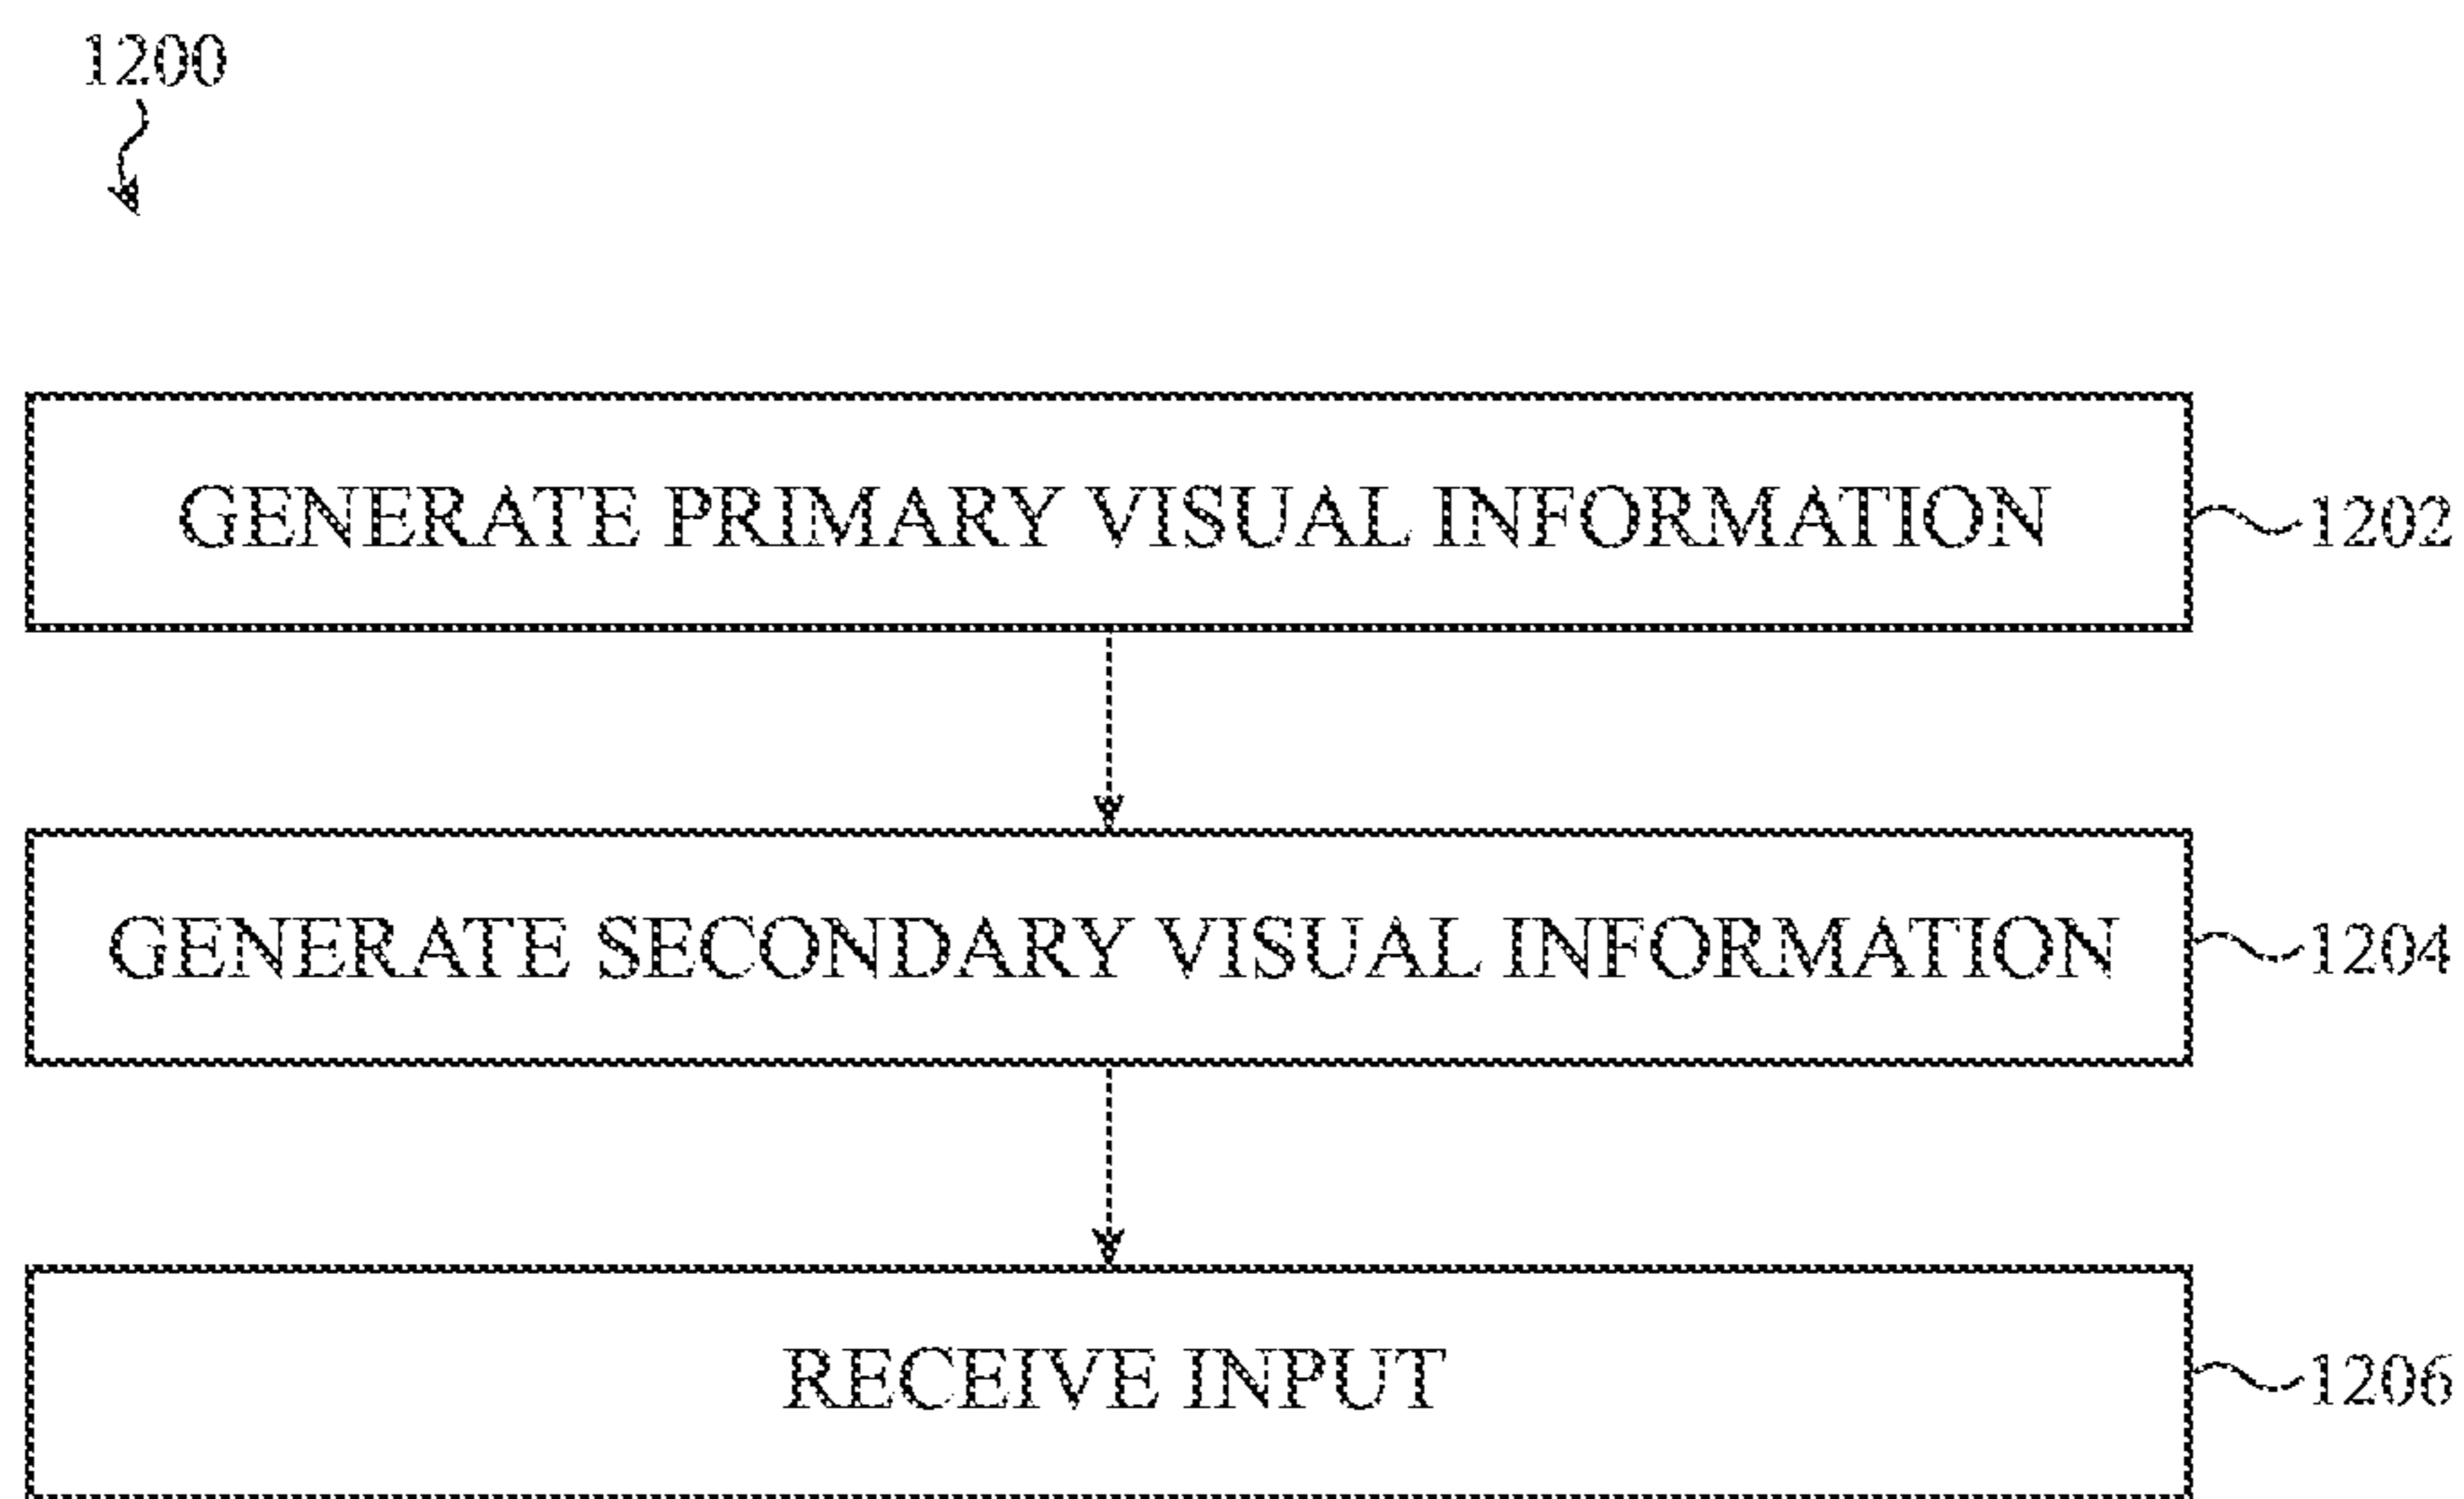 1200
GENERATE PRIMARY VISUAL INFORMATION
1202
GENERATE SECONDARY VISUAL INFORMATION
1204
RECEIVE INPUT
1206